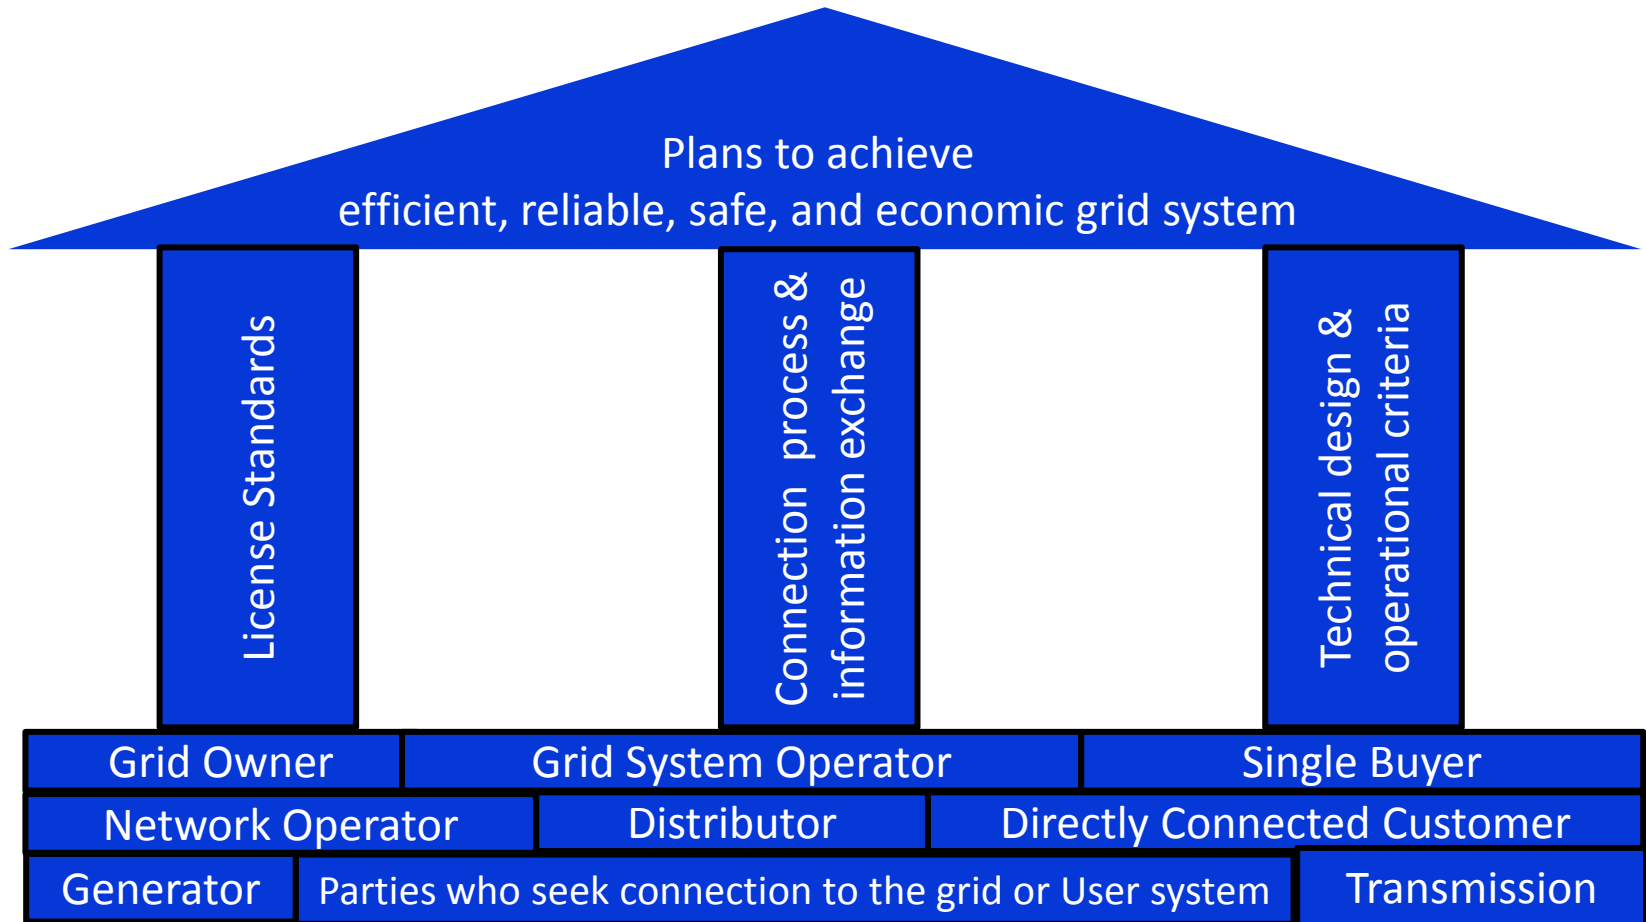 Plans to achieve
efficient, reliable, safe, and economic grid system
License Standards
Connection process &
information exchange
Technical design &
operational criteria
Grid Owner
Grid System Operator
Single Buyer
Network Operator
Distributor
Directly Connected Customer
Generator
Parties who seek connection to the grid or User system
Transmission